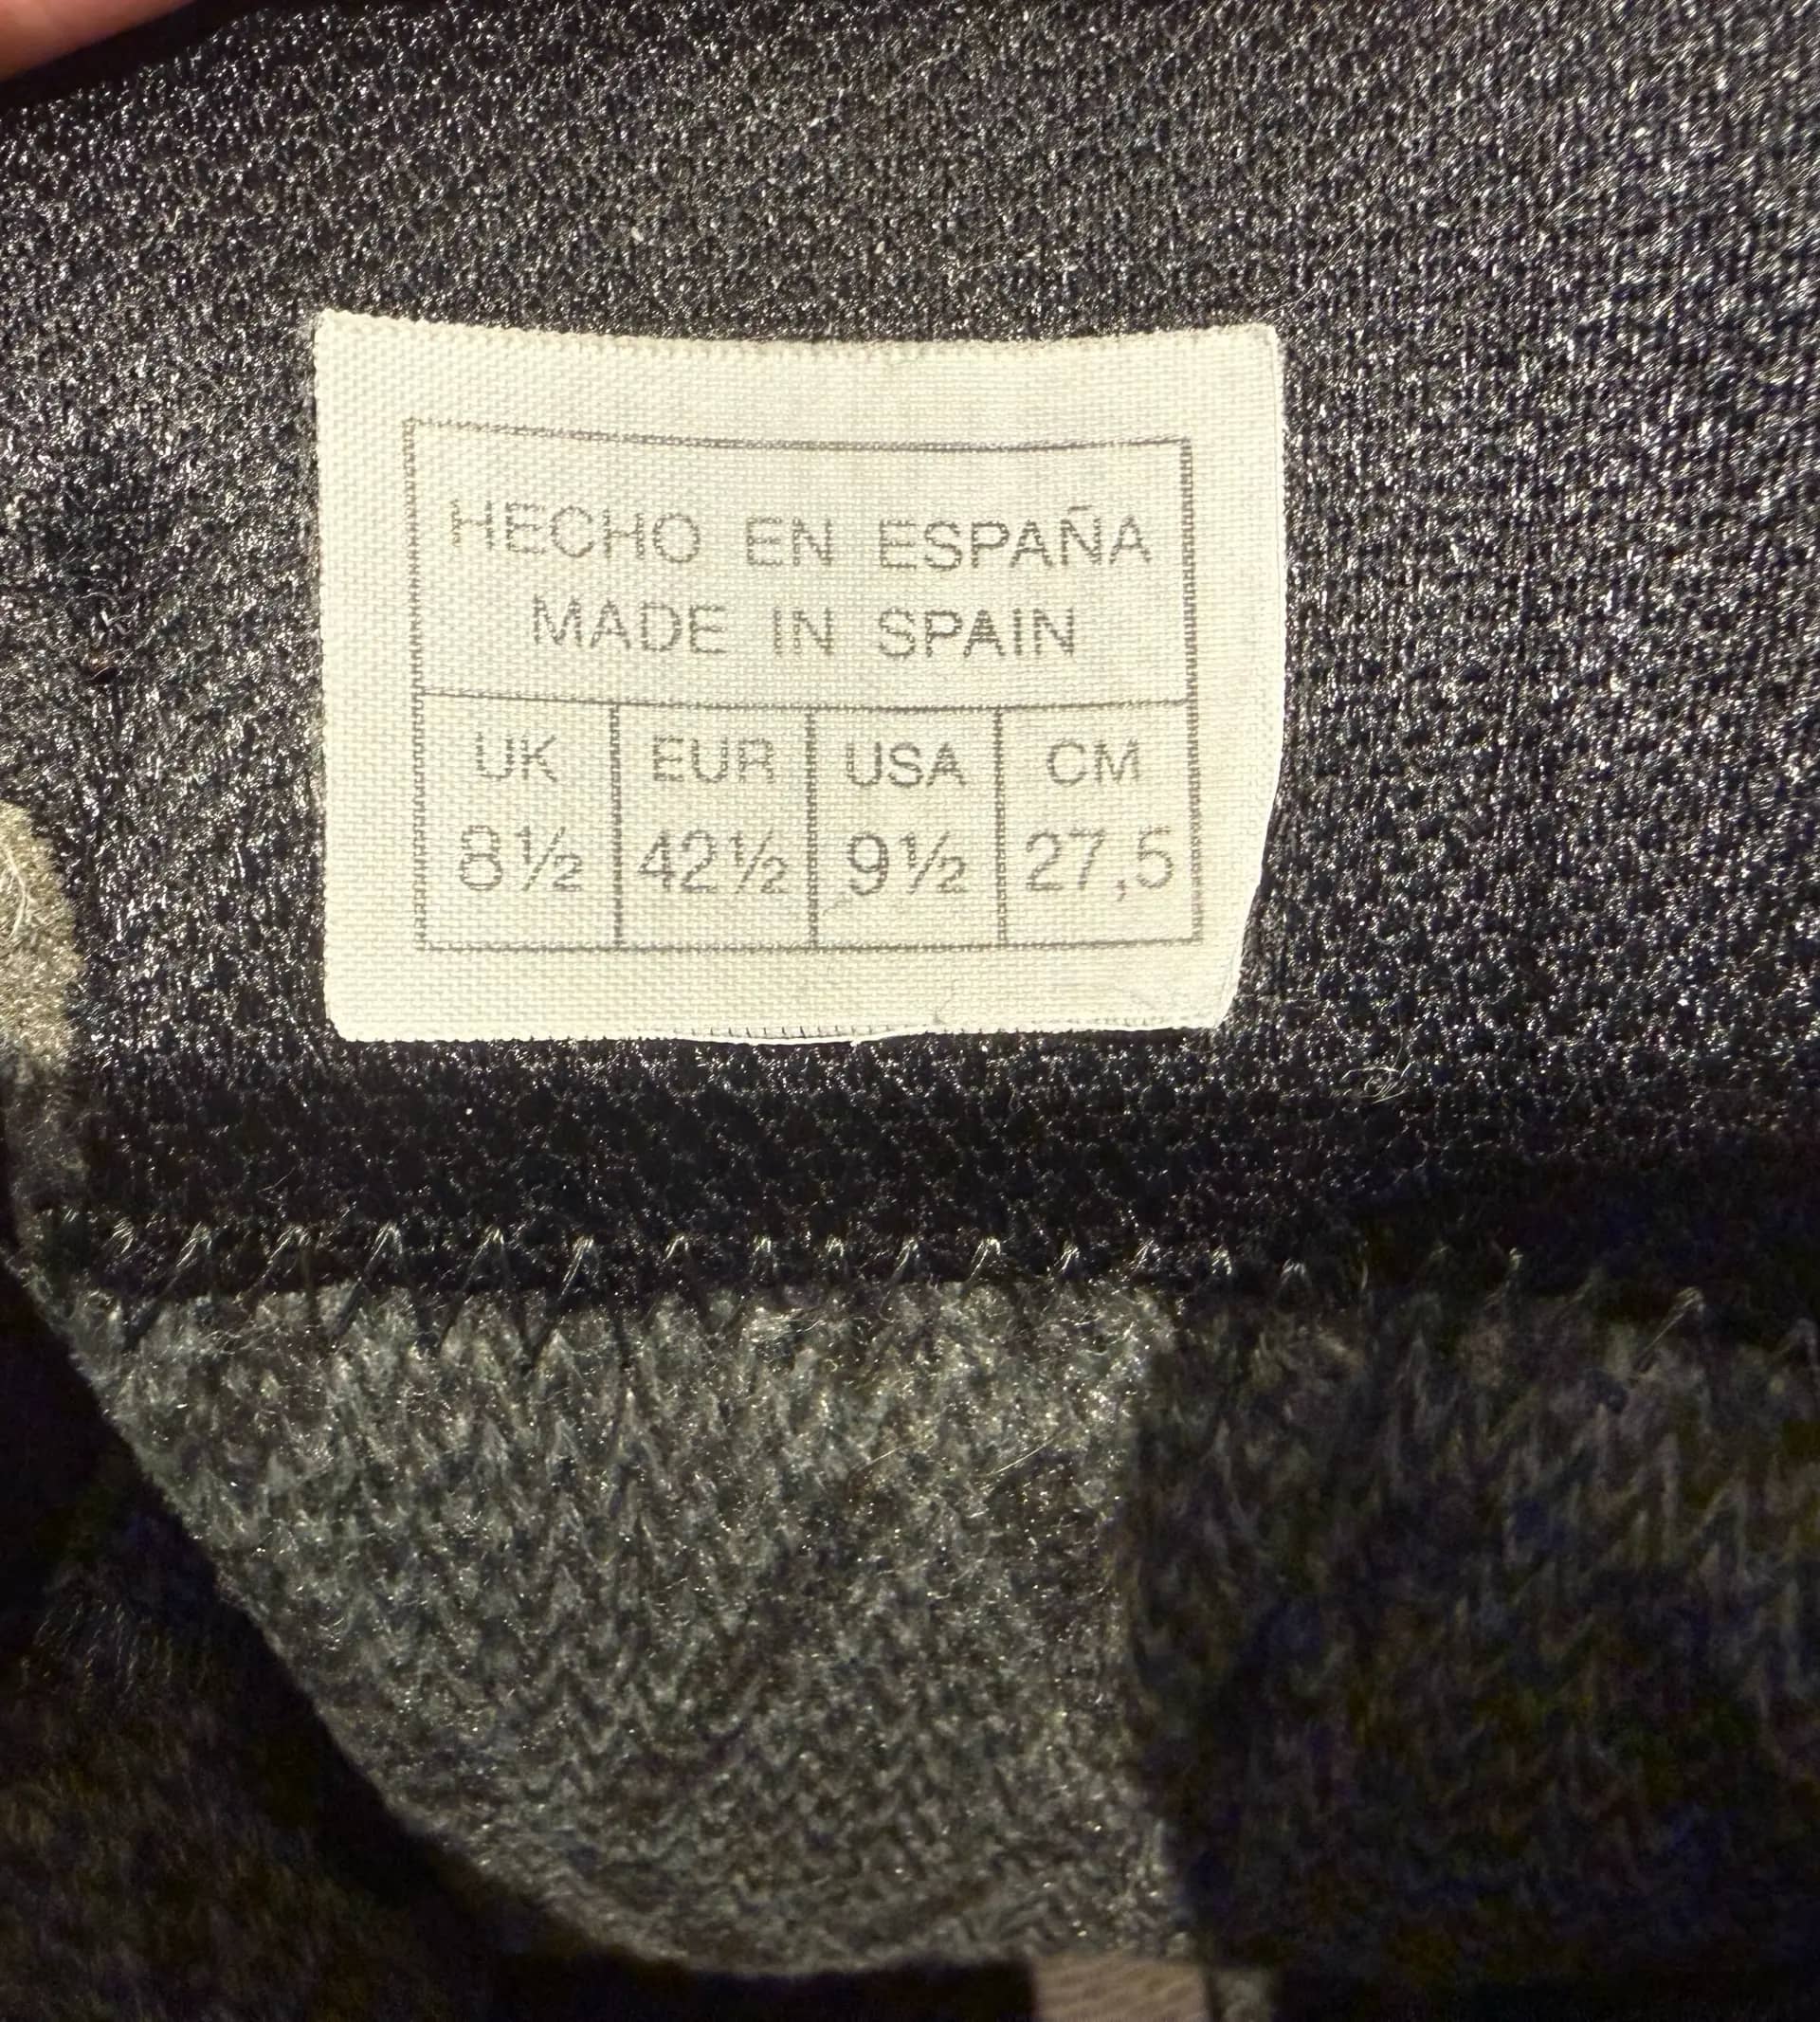 HECHO EN ESPAÑA
MADE IN SPAIN
UK EUR USA CM
8½ 42½ 9½ 27,5